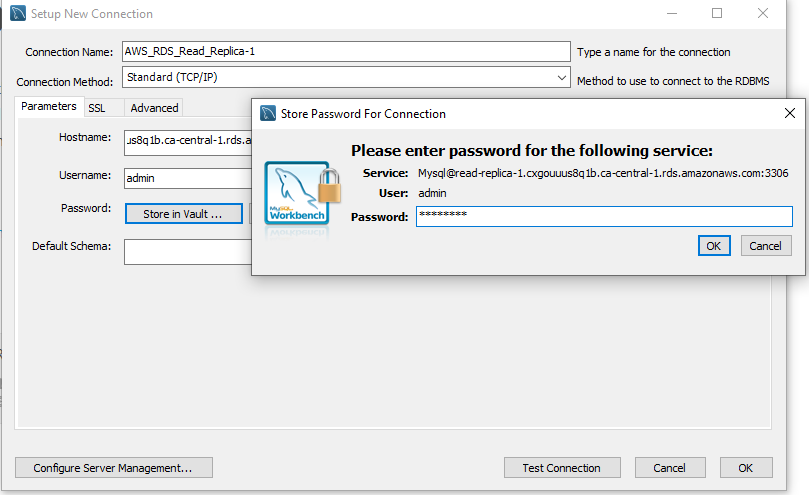 Setup New Connection
Connection Name: AWS_RDS_Read_Replica-1 Type a name for the connection
Connection Method: Standard (TCP/IP) Method to use to connect to the RDBMS
Parameters SSL Advanced
Hostname: us8q1b.ca-central-1.rds.a
Username: admin
Password: Store in Vault ...
Default Schema:
Store Password For Connection
Please enter password for the following service:
Service: Mysql@read-replica-1.cxgouuus8q1b.ca-central-1.rds.amazonaws.com:3306
User: admin
Password: ********
MySQL
Workbench
OK Cancel
Configure Server Management... Test Connection Cancel OK